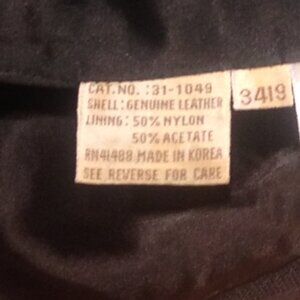 CAT.NO.:31-1049
SHELL:GENUINE LEATHER
LINING: 50% NYLON
50% ACETATE
RN41488 MADE IN KOREA
SEE REVERSE FOR CARE
3419